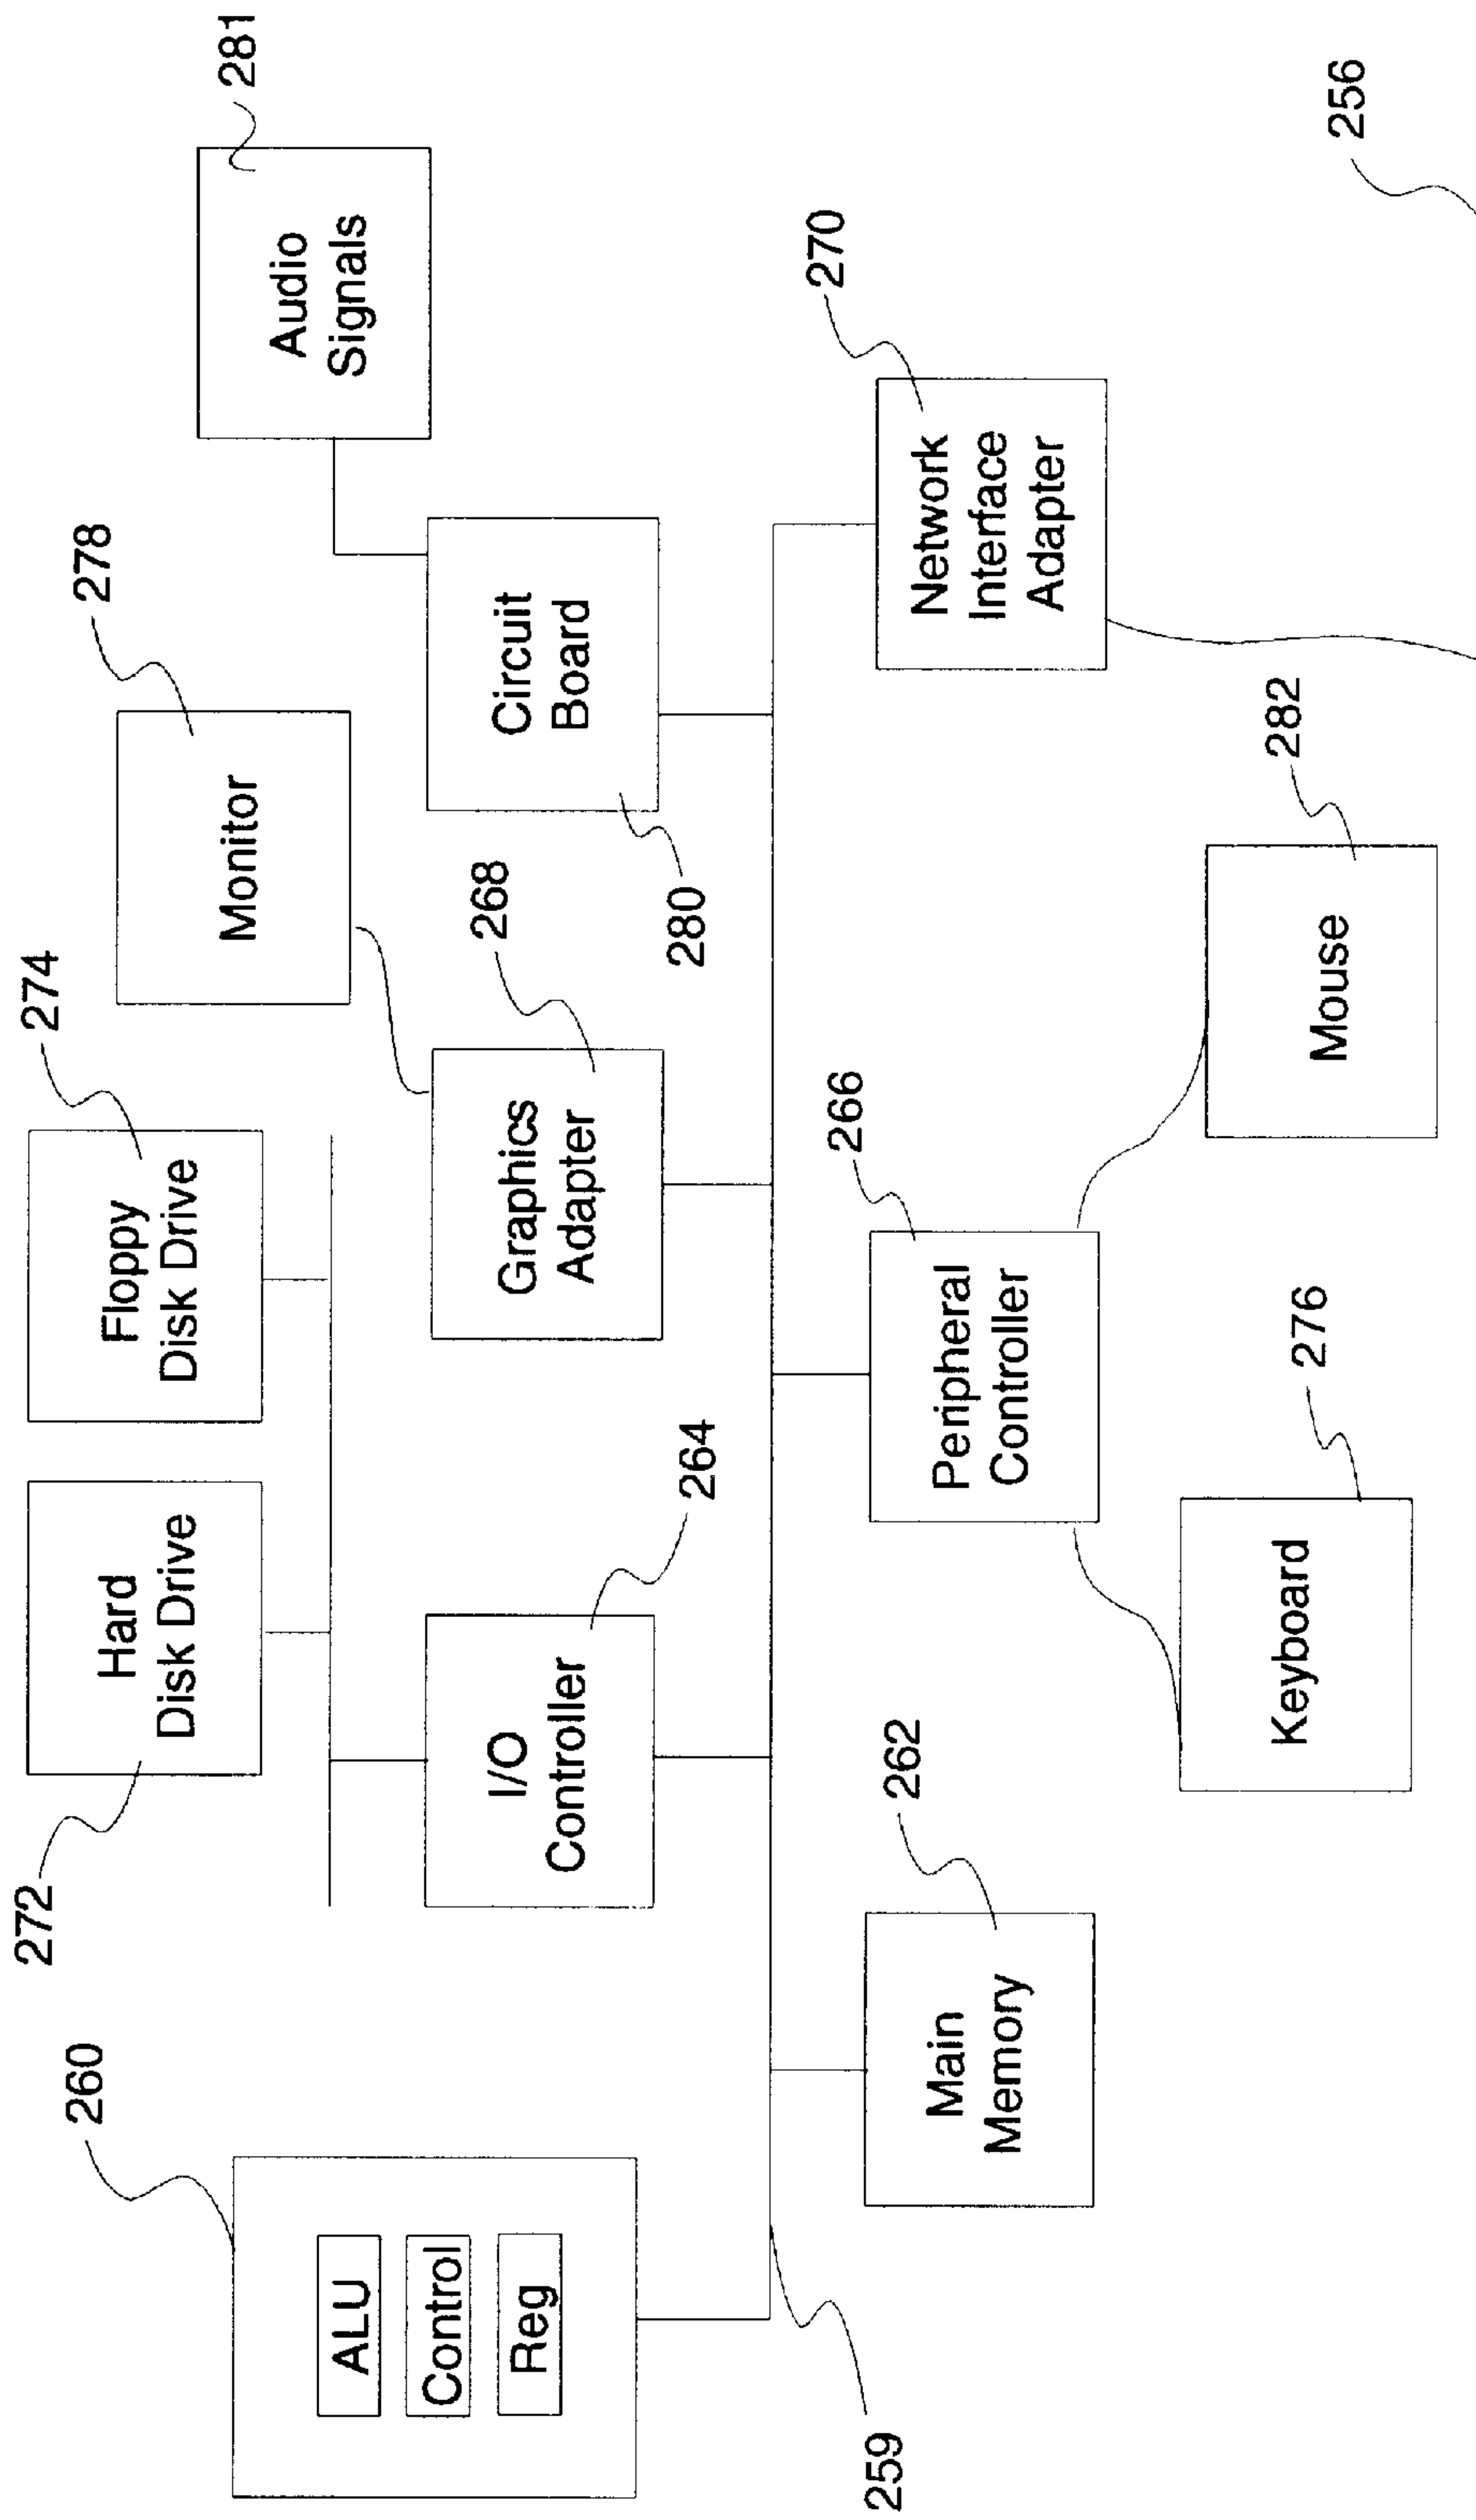 272
274
278
281
Hard
Disk Drive
Floppy
Disk Drive
Monitor
Audio
Signals
260
ALU
Control
Reg
I/O
Controller
264
Graphics
Adapter
268
Circuit
Board
280
259
Main
Memory
262
Peripheral
Controller
266
Network
Interface
Adapter
270
Keyboard
276
Mouse
282
256